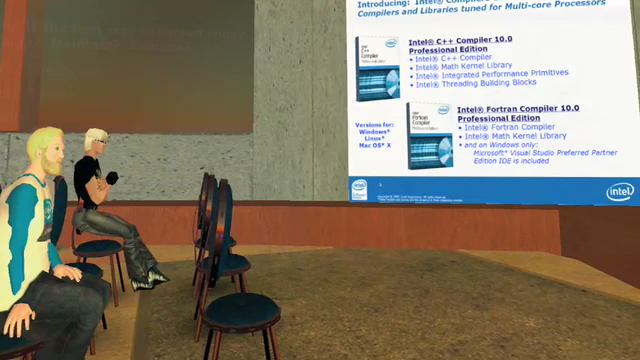 Introducing: Intel® Compilers
Compilers and Libraries tuned for Multi-core Processors
Intel® C++ Compiler 10.0
Professional Edition
• Intel® C++ Compiler
• Intel® Math Kernel Library
• Intel® Integrated Performance Primitives
• Intel® Threading Building Blocks
Intel® Fortran Compiler 10.0
Professional Edition
• Intel® Fortran Compiler
• Intel® Math Kernel Library
• and on Windows only:
Microsoft® Visual Studio Preferred Partner
Edition IDE is included
Versions for:
Windows*
Linux*
Mac OS* X
C++
Compiler
Fortran
Compiler
intel